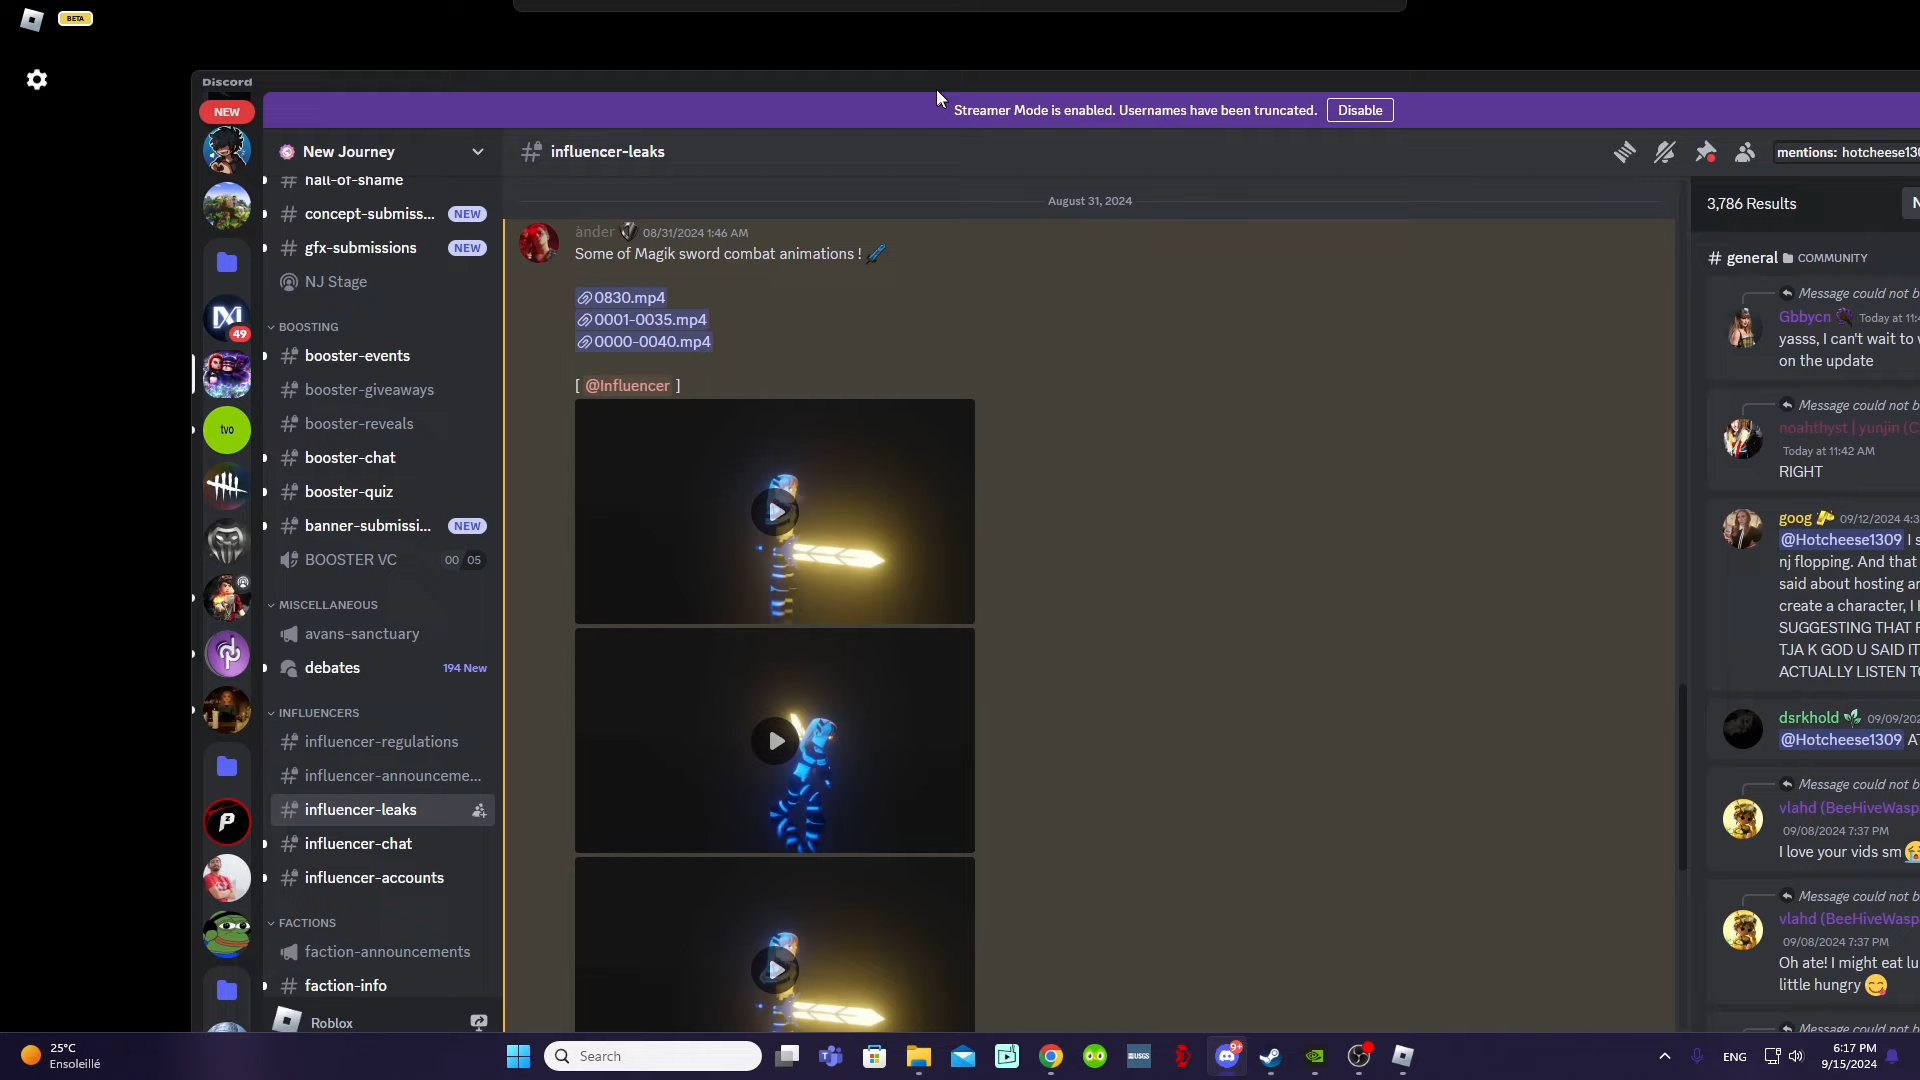 BETA
Discord
NEW
Streamer Mode is enabled. Usernames have been truncated.
Disable
New Journey
influencer-leaks
mentions: hotcheese130
hall-of-shame
concept-submiss...
NEW
gfx-submissions
NEW
NJ Stage
BOOSTING
booster-events
booster-giveaways
booster-reveals
booster-chat
booster-quiz
banner-submissi...
NEW
BOOSTER VC
00
05
MISCELLANEOUS
avans-sanctuary
debates
194 New
INFLUENCERS
influencer-regulations
influencer-announceme...
influencer-leaks
influencer-chat
influencer-accounts
FACTIONS
faction-announcements
faction-info
Roblox
49
tvo
August 31, 2024
ànder
08/31/2024 1:46 AM
Some of Magik sword combat animations !
0830.mp4
0001-0035.mp4
0000-0040.mp4
[ @Influencer ]
3,786 Results
N
# general
COMMUNITY
Message could not b
Gbbycn
Today at 11:4
yasss, I can't wait to
on the update
Message could not b
noahthyst | yunjin (C
Today at 11:42 AM
RIGHT
goog
09/12/2024 4:3
@Hotcheese1309 I s
nj flopping. And that
said about hosting an
create a character, I
SUGGESTING THAT
TJA K GOD U SAID IT
ACTUALLY LISTEN TO
dsrkhold
09/09/202
@Hotcheese1309 A
Message could not b
vlahd (BeeHiveWasp
09/08/2024 7:37 PM
I love your vids sm
Message could not b
vlahd (BeeHiveWasp
09/08/2024 7:37 PM
Oh ate! I might eat lu
little hungry
Message could not b
25°C
Ensoleillé
Search
USGS
9+
ENG
6:17 PM
9/15/2024